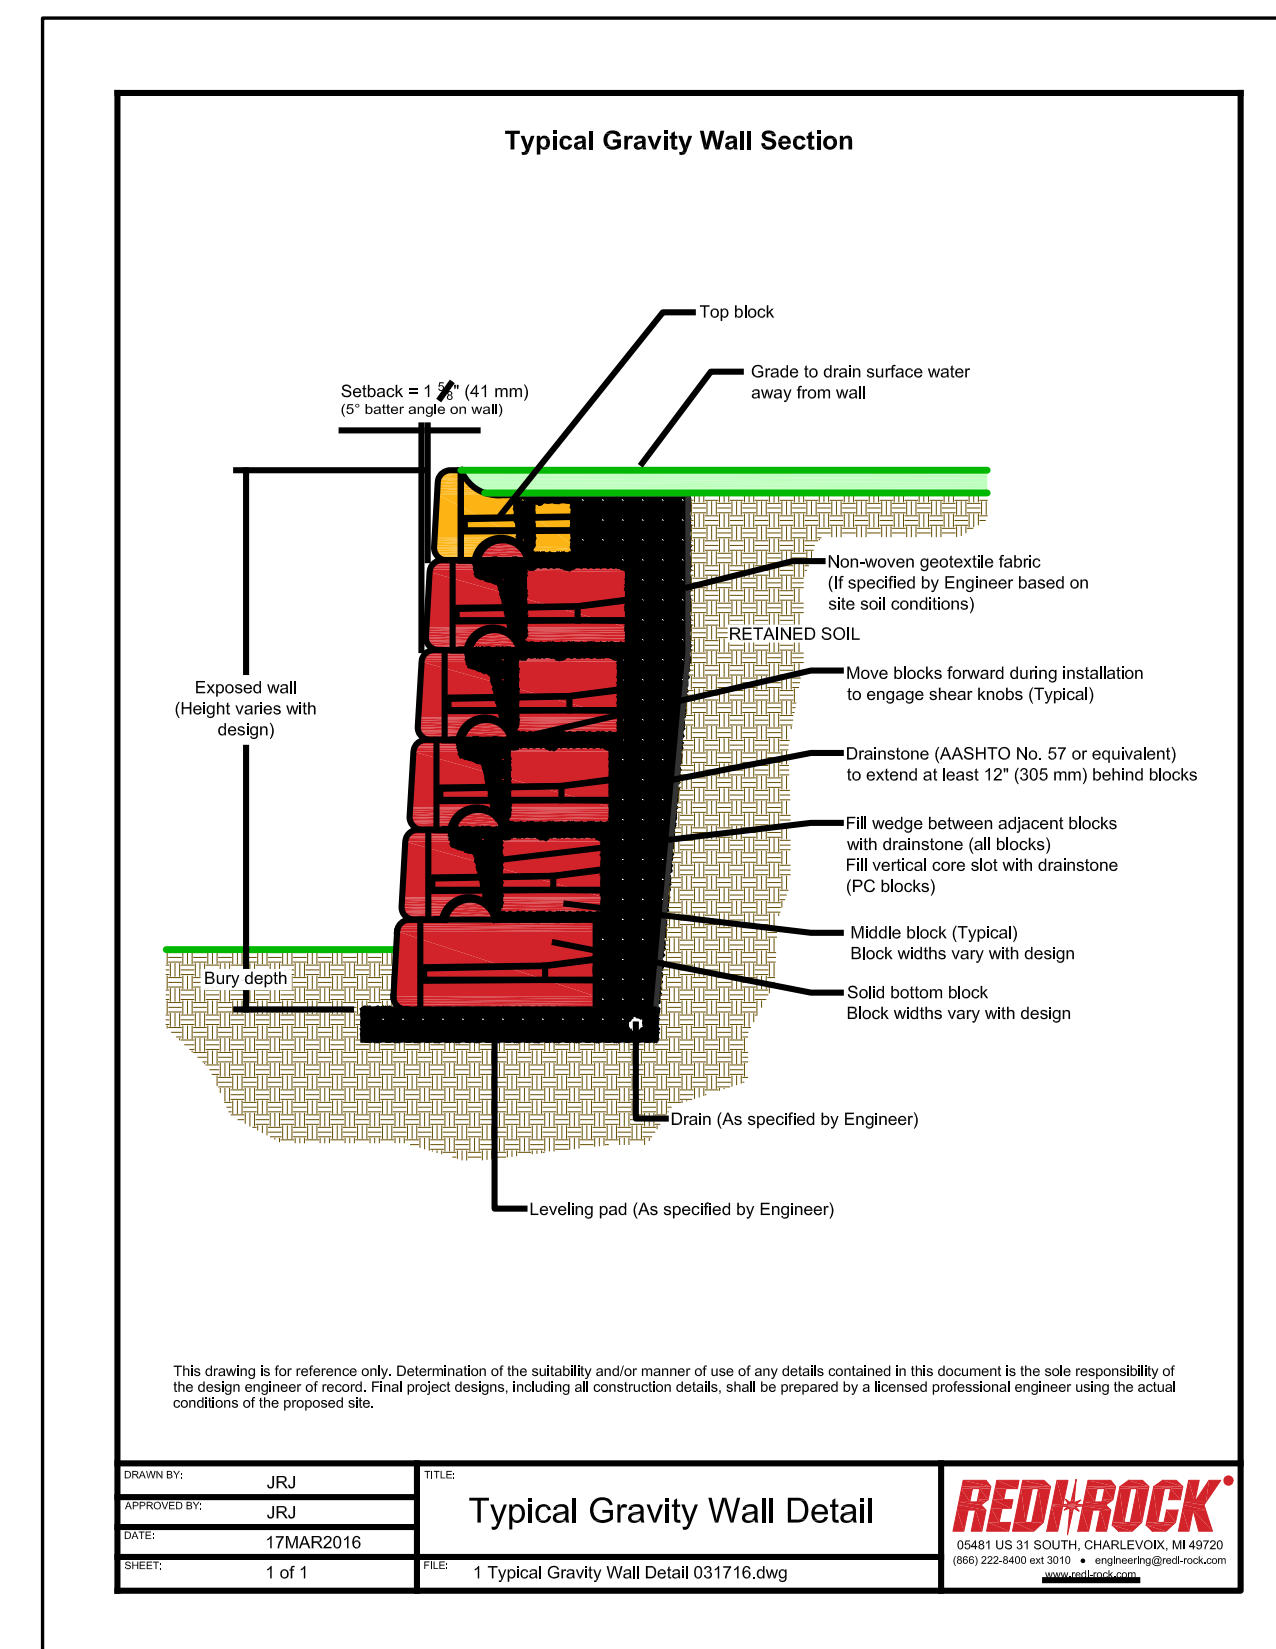 Typical Gravity Wall Section
Top block
Grade to drain surface water
away from wall
Setback = 1 5/8" (41 mm)
(5° batter angle on wall)
Non-woven geotextile fabric
(If specified by Engineer based on
site soil conditions)
RETAINED SOIL
Move blocks forward during installation
to engage shear knobs (Typical)
Exposed wall
(Height varies with
design)
Drainstone (AASHTO No. 57 or equivalent)
to extend at least 12" (305 mm) behind blocks
Fill wedge between adjacent blocks
with drainstone (all blocks)
Fill vertical core slot with drainstone
(PC blocks)
Middle block (Typical)
Block widths vary with design
Bury depth
Solid bottom block
Block widths vary with design
Drain (As specified by Engineer)
Leveling pad (As specified by Engineer)
This drawing is for reference only. Determination of the suitability and/or manner of use of any details contained in this document is the sole responsibility of
the design engineer of record. Final project designs, including all construction details, shall be prepared by a licensed professional engineer using the actual
conditions of the proposed site.
DRAWN BY: JRJ
APPROVED BY: JRJ
DATE: 17MAR2016
SHEET: 1 of 1
TITLE:
Typical Gravity Wall Detail
FILE: 1 Typical Gravity Wall Detail 031716.dwg
REDI-ROCK
05481 US 31 SOUTH, CHARLEVOIX, MI 49720
(866) 222-8400 ext 3010 • engineering@redi-rock.com
www.redi-rock.com